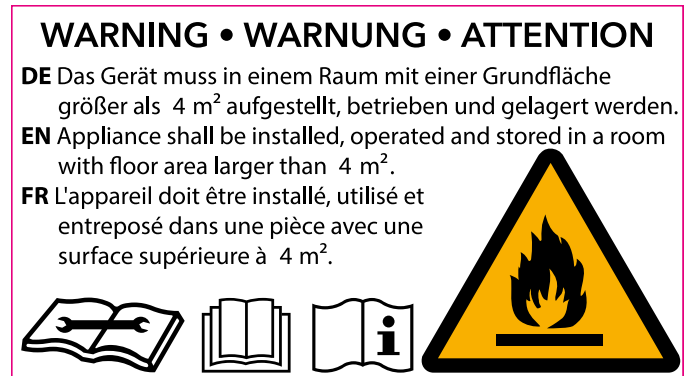 WARNING • WARNUNG • ATTENTION
DE Das Gerät muss in einem Raum mit einer Grundfläche
größer als 4 m² aufgestellt, betrieben und gelagert werden.
EN Appliance shall be installed, operated and stored in a room
with floor area larger than 4 m².
FR L'appareil doit être installé, utilisé et
entreposé dans une pièce avec une
surface supérieure à 4 m².
i